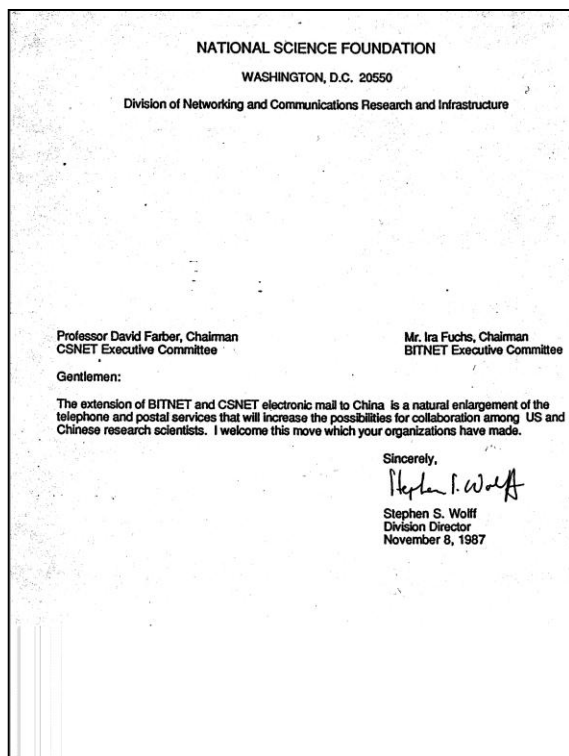 NATIONAL SCIENCE FOUNDATION
WASHINGTON, D.C. 20550
Division of Networking and Communications Research and Infrastructure
Professor David Farber, Chairman
CSNET Executive Committee
Mr. Ira Fuchs, Chairman
BITNET Executive Committee
Gentlemen:
The extension of BITNET and CSNET electronic mail to China is a natural enlargement of the
telephone and postal services that will increase the possibilities for collaboration among US and
Chinese research scientists. I welcome this move which your organizations have made.
Sincerely,
Stephen S. Wolff
Stephen S. Wolff
Division Director
November 8, 1987